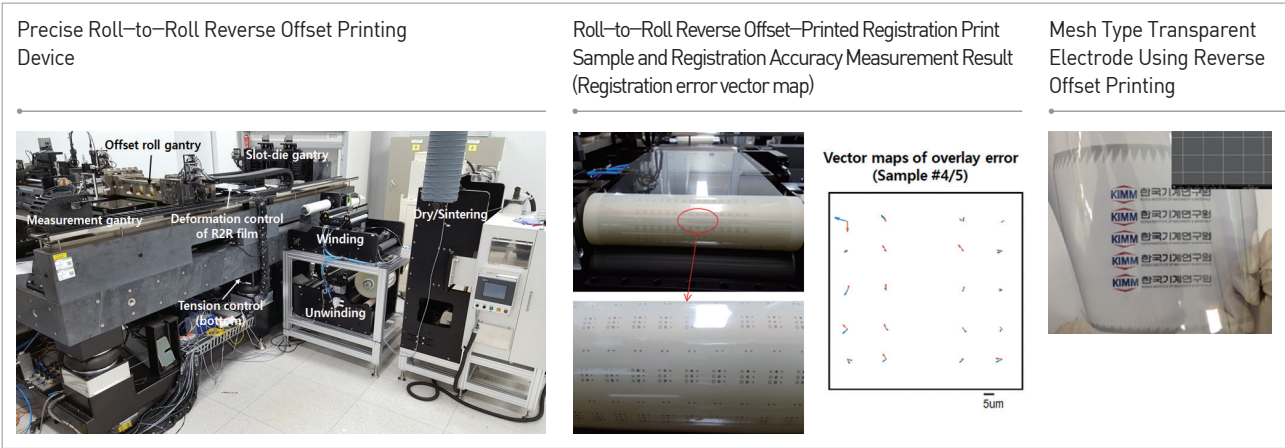 Precise Roll–to–Roll Reverse Offset Printing
Device
Roll–to–Roll Reverse Offset–Printed Registration Print
Sample and Registration Accuracy Measurement Result
(Registration error vector map)
Mesh Type Transparent
Electrode Using Reverse
Offset Printing
Offset roll gantry
Slot-die gantry
Measurement gantry
Deformation control
of R2R film
Dry/Sintering
Winding
Tension control
(bottom)
Unwinding
Vector maps of overlay error
(Sample #4/5)
5um
KIMM 한국기계연구원
KIMM 한국기계연구원
KIMM 한국기계연구원
KIMM 한국기계연구원
KIMM 한국기계연구원